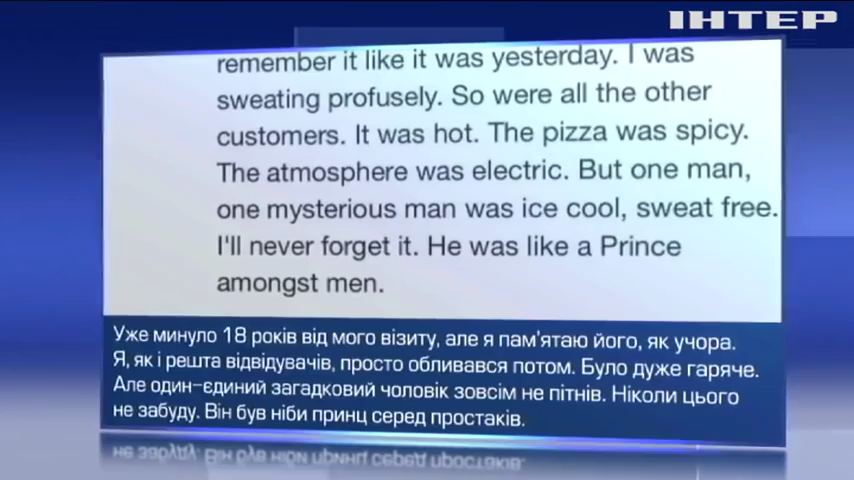 ІНТЕР
remember it like it was yesterday. I was
sweating profusely. So were all the other
customers. It was hot. The pizza was spicy.
The atmosphere was electric. But one man,
one mysterious man was ice cool, sweat free.
I'll never forget it. He was like a Prince
amongst men.
Уже минуло 18 років від мого візиту, але я пам'ятаю його, як учора.
Я, як і решта відвідувачів, просто обливався потом. Було дуже гаряче.
Але один-єдиний загадковий чоловік зовсім не пітнів. Ніколи цього
не забуду. Він був ніби принц серед простаків.